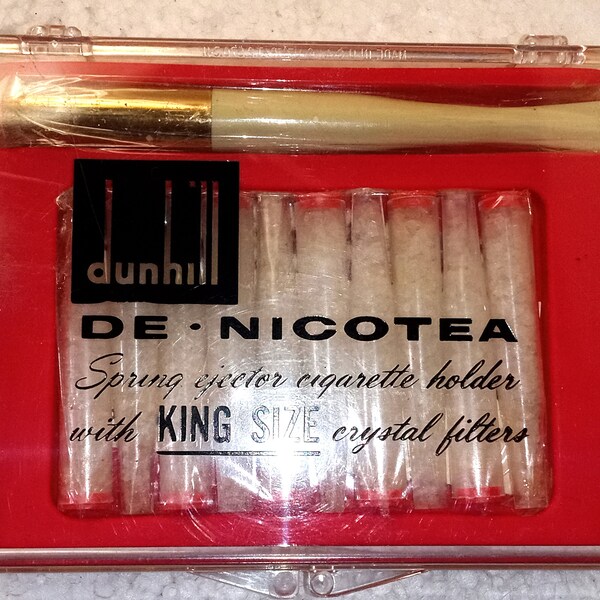 dunhill
DE·NICOTEA
Spring ejector cigarette holder
with KING SIZE crystal filters